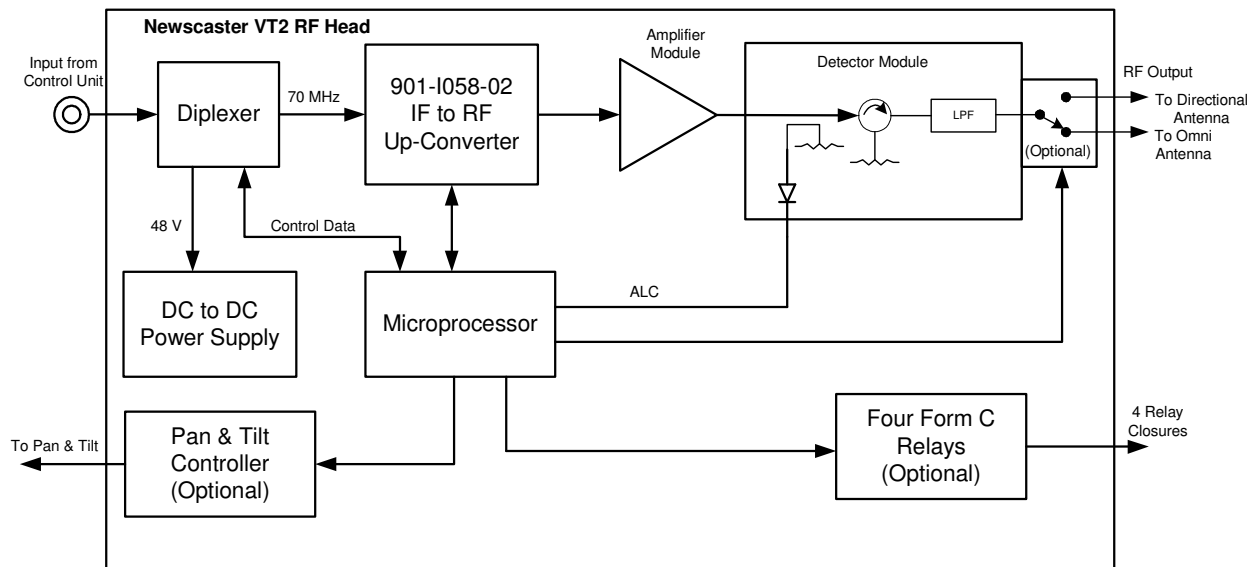 Newscaster VT2 RF Head
Input from
Control Unit
Diplexer
70 MHz
901-I058-02
IF to RF
Up-Converter
Amplifier
Module
Detector Module
LPF
(Optional)
RF Output
To Directional
Antenna
To Omni
Antenna
48 V
Control Data
DC to DC
Power Supply
Microprocessor
ALC
To Pan & Tilt
Pan & Tilt
Controller
(Optional)
Four Form C
Relays
(Optional)
4 Relay
Closures